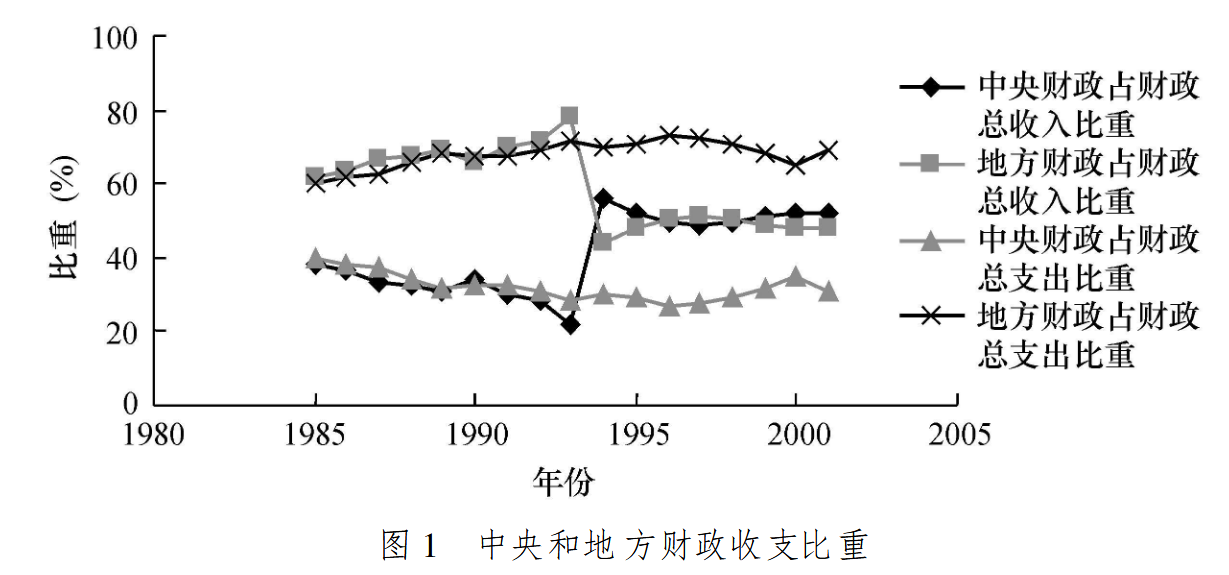 100
80
60
40
20
0
比重 (%)
1980
1985
1990
1995
2000
2005
年份
中央财政占财政
总收入比重
地方财政占财政
总收入比重
中央财政占财政
总支出比重
地方财政占财政
总支出比重
图 1 中央和地方财政收支比重